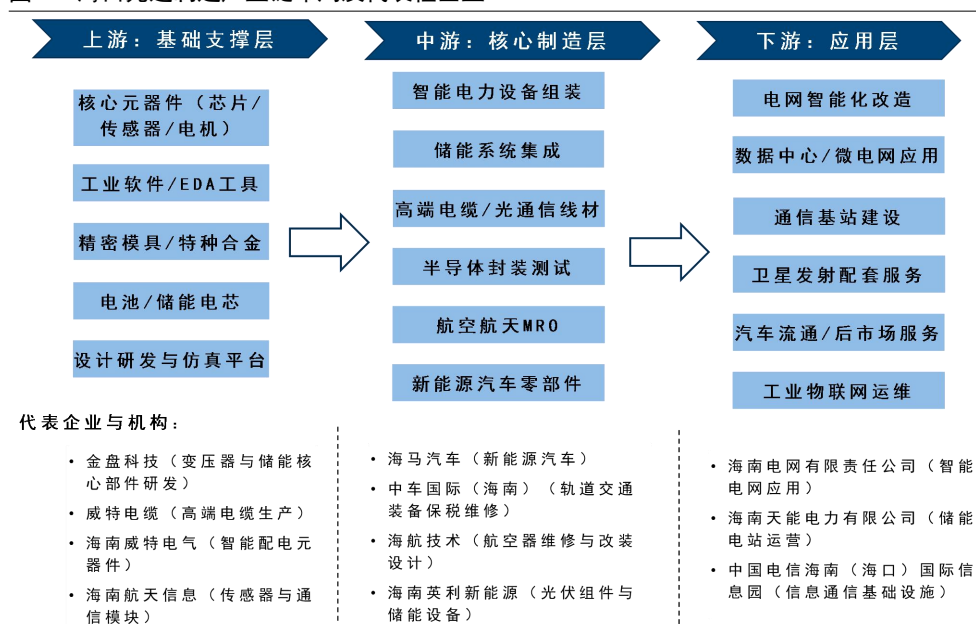 上游：基础支撑层
核心元器件（芯片/
传感器/电机）
工业软件/EDA工具
精密模具/特种合金
电池/储能电芯
设计研发与仿真平台
中游：核心制造层
智能电力设备组装
储能系统集成
高端电缆/光通信线材
半导体封装测试
航空航天MRO
新能源汽车零部件
下游：应用层
电网智能化改造
数据中心/微电网应用
通信基站建设
卫星发射配套服务
汽车流通/后市场服务
工业物联网运维
代表企业与机构：
• 金盘科技（变压器与储能核
心部件研发）
• 威特电缆（高端电缆生产）
• 海南威特电气（智能配电元
器件）
• 海南航天信息（传感器与通
信模块）
• 海马汽车（新能源汽车）
• 中车国际（海南）（轨道交通
装备保税维修）
• 海航技术（航空器维修与改装
设计）
• 海南英利新能源（光伏组件与
储能设备）
• 海南电网有限责任公司（智能
电网应用）
• 海南天能电力有限公司（储能
电站运营）
• 中国电信海南（海口）国际信
息园（信息通信基础设施）